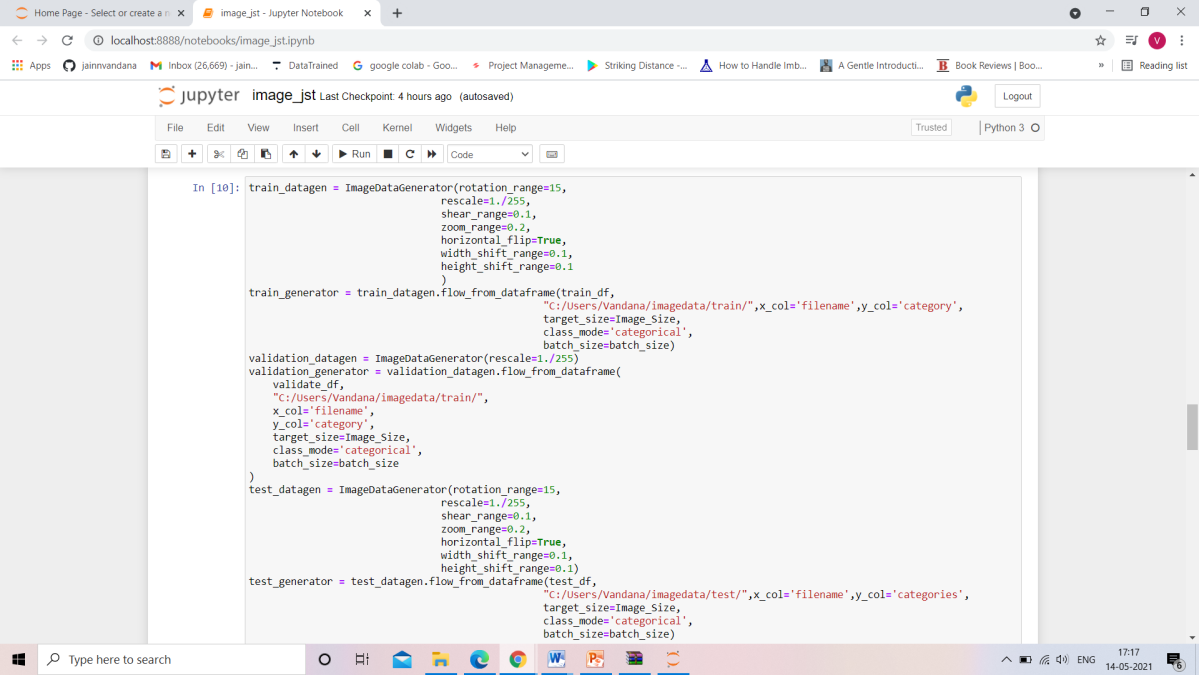 Home Page - Select or create a n
image_jst - Jupyter Notebook
localhost:8888/notebooks/image_jst.ipynb
V
Apps
jainnvandana
Inbox (26,669) - jain...
DataTrained
google colab - Goo...
Project Manageme...
Striking Distance -...
How to Handle Imb...
A Gentle Introducti...
Book Reviews | Boo...
»
Reading list
jupyter image_jst Last Checkpoint: 4 hours ago (autosaved)
Logout
File Edit View Insert Cell Kernel Widgets Help
Trusted
Python 3
Run
Code
In [10]: train_datagen = ImageDataGenerator(rotation_range=15,
rescale=1./255,
shear_range=0.1,
zoom_range=0.2,
horizontal_flip=True,
width_shift_range=0.1,
height_shift_range=0.1
)
train_generator = train_datagen.flow_from_dataframe(train_df,
"C:/Users/Vandana/imagedata/train/",x_col='filename',y_col='category',
target_size=Image_Size,
class_mode='categorical',
batch_size=batch_size)
validation_datagen = ImageDataGenerator(rescale=1./255)
validation_generator = validation_datagen.flow_from_dataframe(
validate_df,
"C:/Users/Vandana/imagedata/train/",
x_col='filename',
y_col='category',
target_size=Image_Size,
class_mode='categorical',
batch_size=batch_size
)
test_datagen = ImageDataGenerator(rotation_range=15,
rescale=1./255,
shear_range=0.1,
zoom_range=0.2,
horizontal_flip=True,
width_shift_range=0.1,
height_shift_range=0.1)
test_generator = test_datagen.flow_from_dataframe(test_df,
"C:/Users/Vandana/imagedata/test/",x_col='filename',y_col='categories',
target_size=Image_Size,
class_mode='categorical',
batch_size=batch_size)
Type here to search
ENG
17:17
14-05-2021
6